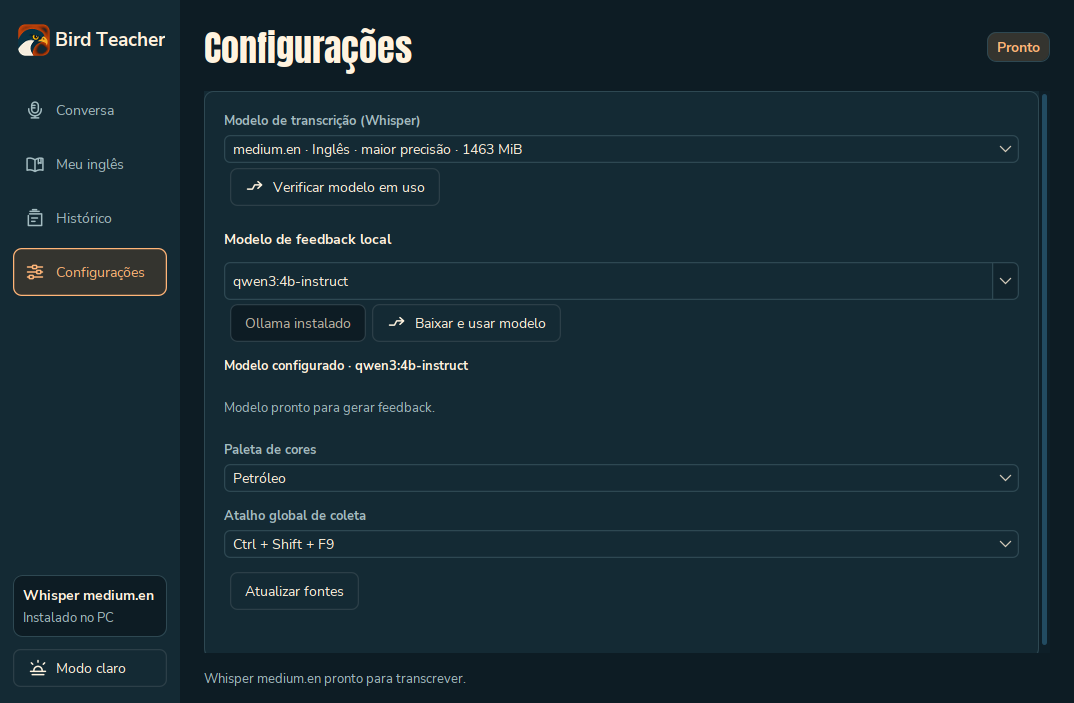 Bird Teacher
Conversa
Meu inglês
Histórico
Configurações
Whisper medium.en
Instalado no PC
Modo claro
Configurações
Pronto
Modelo de transcrição (Whisper)
medium.en · Inglês · maior precisão · 1463 MiB
Verificar modelo em uso
Modelo de feedback local
qwen3:4b-instruct
Ollama instalado
Baixar e usar modelo
Modelo configurado · qwen3:4b-instruct
Modelo pronto para gerar feedback.
Paleta de cores
Petróleo
Atalho global de coleta
Ctrl + Shift + F9
Atualizar fontes
Whisper medium.en pronto para transcrever.